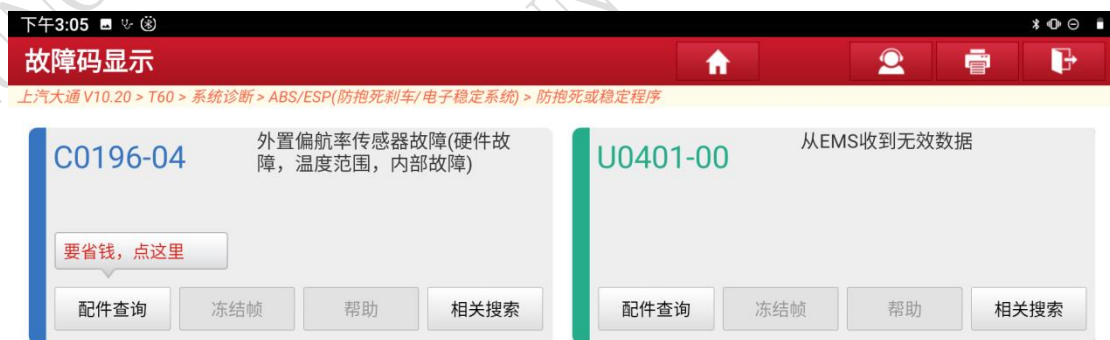 下午3:05
故障码显示
上汽大通 V10.20 > T60 > 系统诊断 > ABS/ESP(防抱死刹车/电子稳定系统) > 防抱死或稳定程序
C0196-04
外置偏航率传感器故障(硬件故
障，温度范围，内部故障)
要省钱，点这里
配件查询 冻结帧 帮助 相关搜索
U0401-00
从EMS收到无效数据
配件查询 冻结帧 帮助 相关搜索